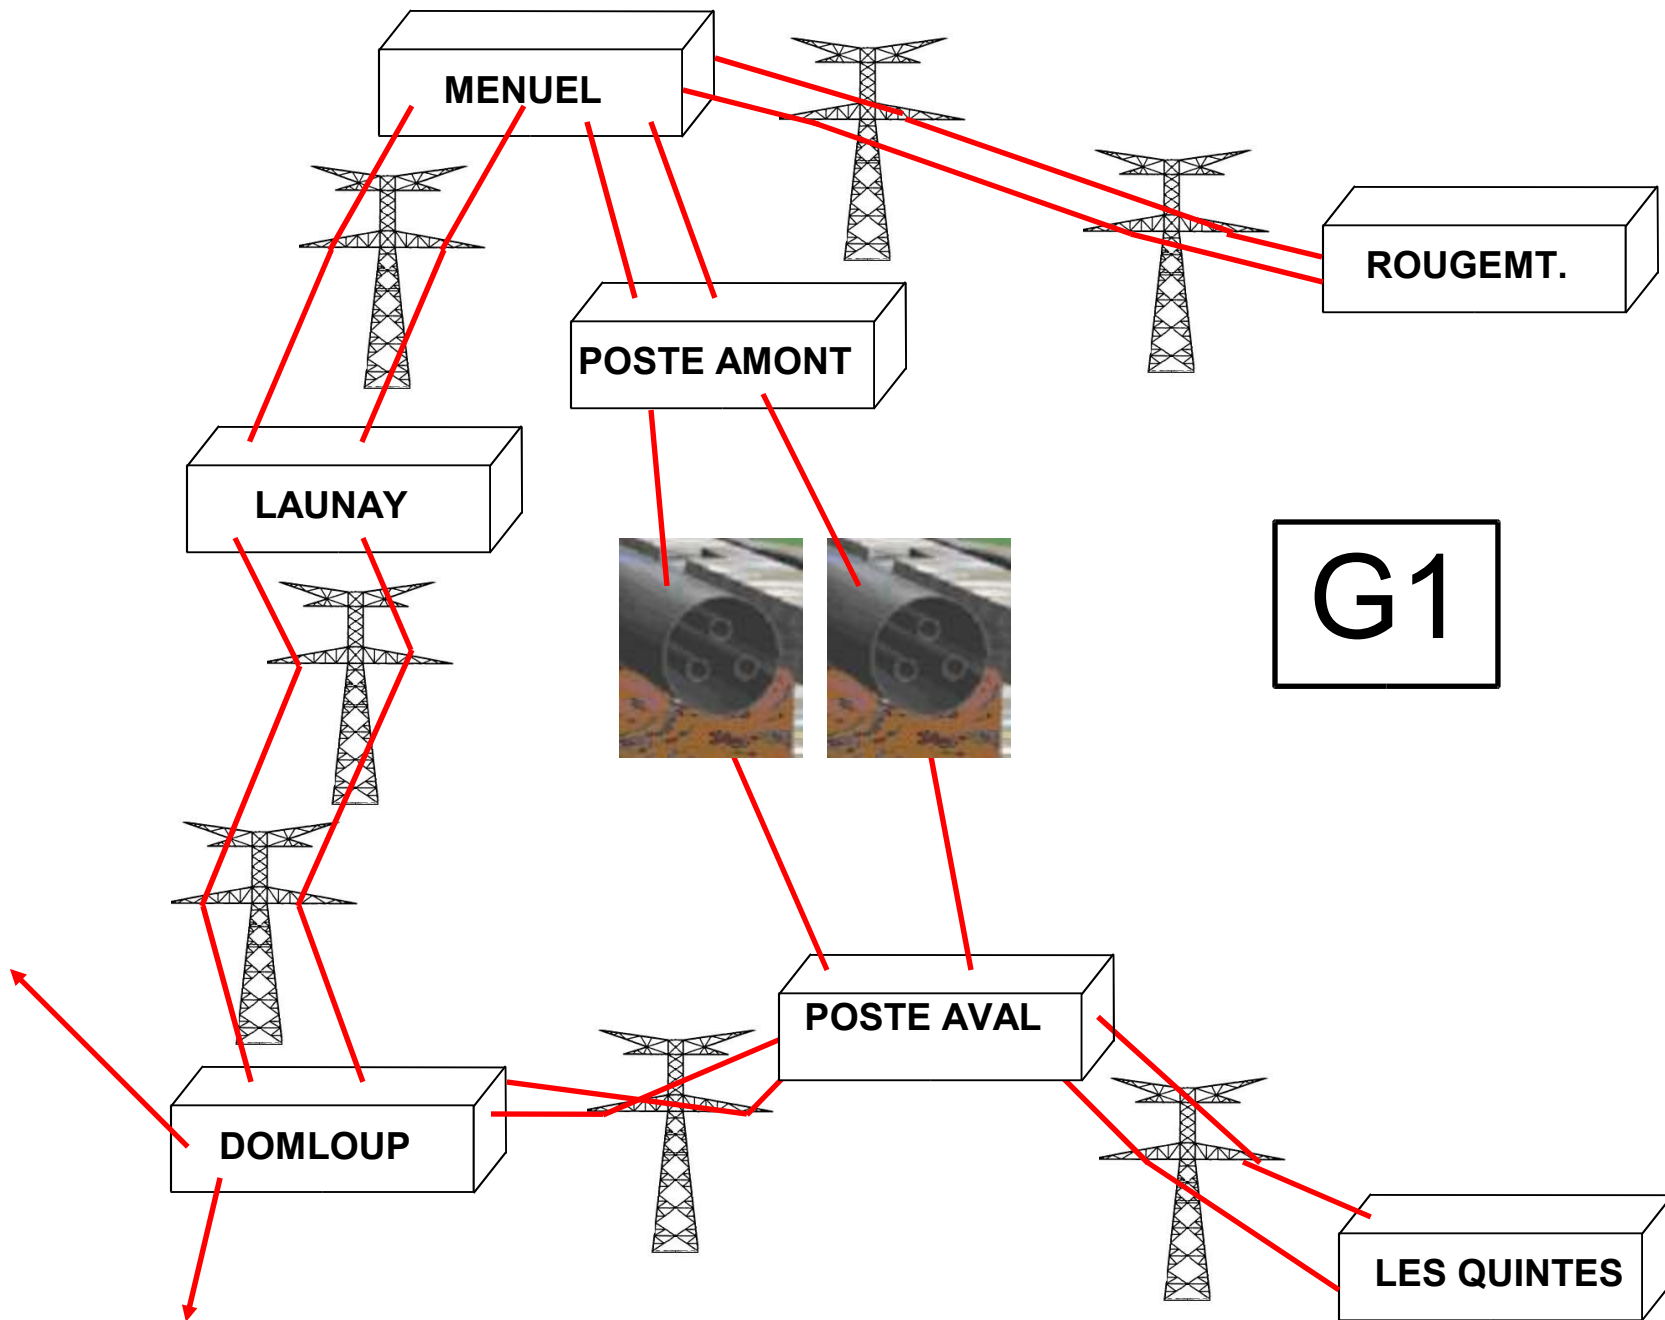 MENUEL
ROUGEMT.
POSTE AMONT
LAUNAY
G1
POSTE AVAL
DOMLOUP
LES QUINTES